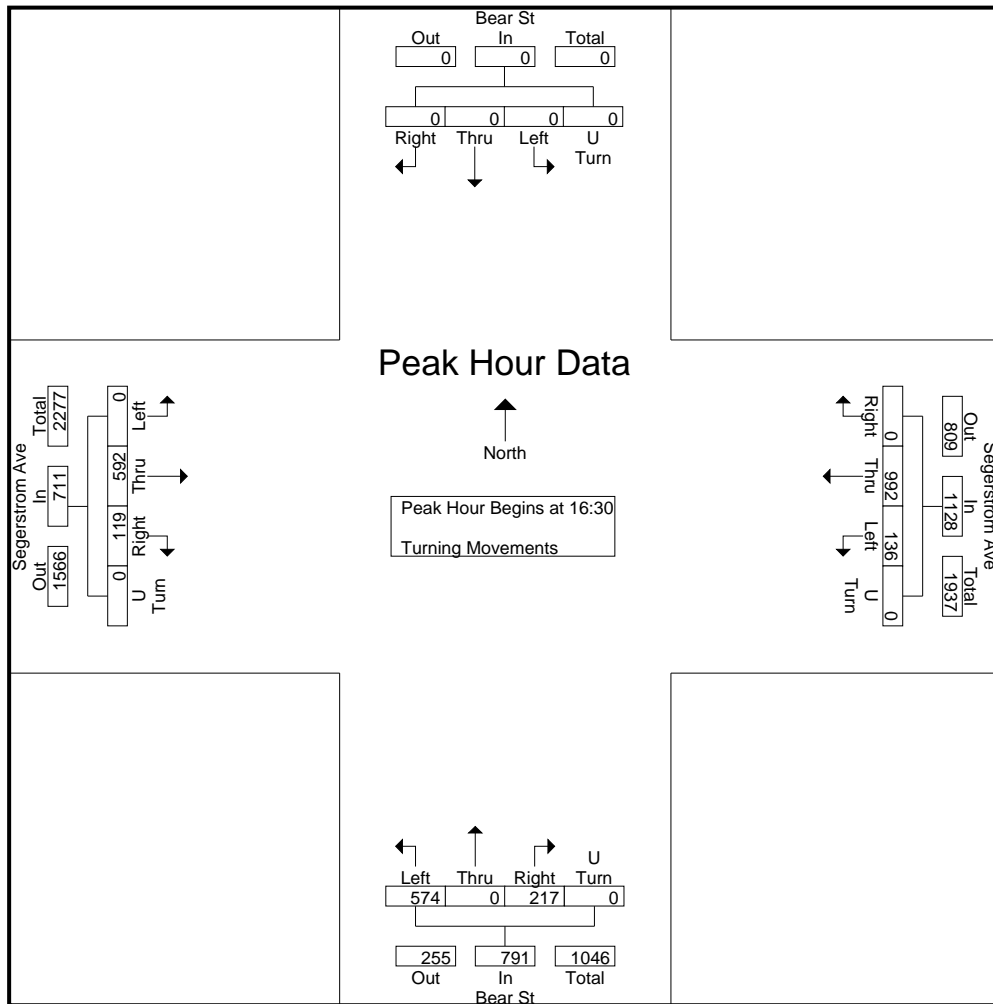 Bear St
Out In Total
0 0 0
0 0 0 0
Right Thru Left U Turn
Peak Hour Data
North
Peak Hour Begins at 16:30
Turning Movements
Segerstrom Ave
Out In Total
1566 711 2277
0 119 592 0
U Turn Right Thru Left
Segerstrom Ave
Out In Total
809 1128 1937
0 992 136 0
Right Thru Left U Turn
Left Thru Right U Turn
574 0 217 0
255 791 1046
Out In Total
Bear St